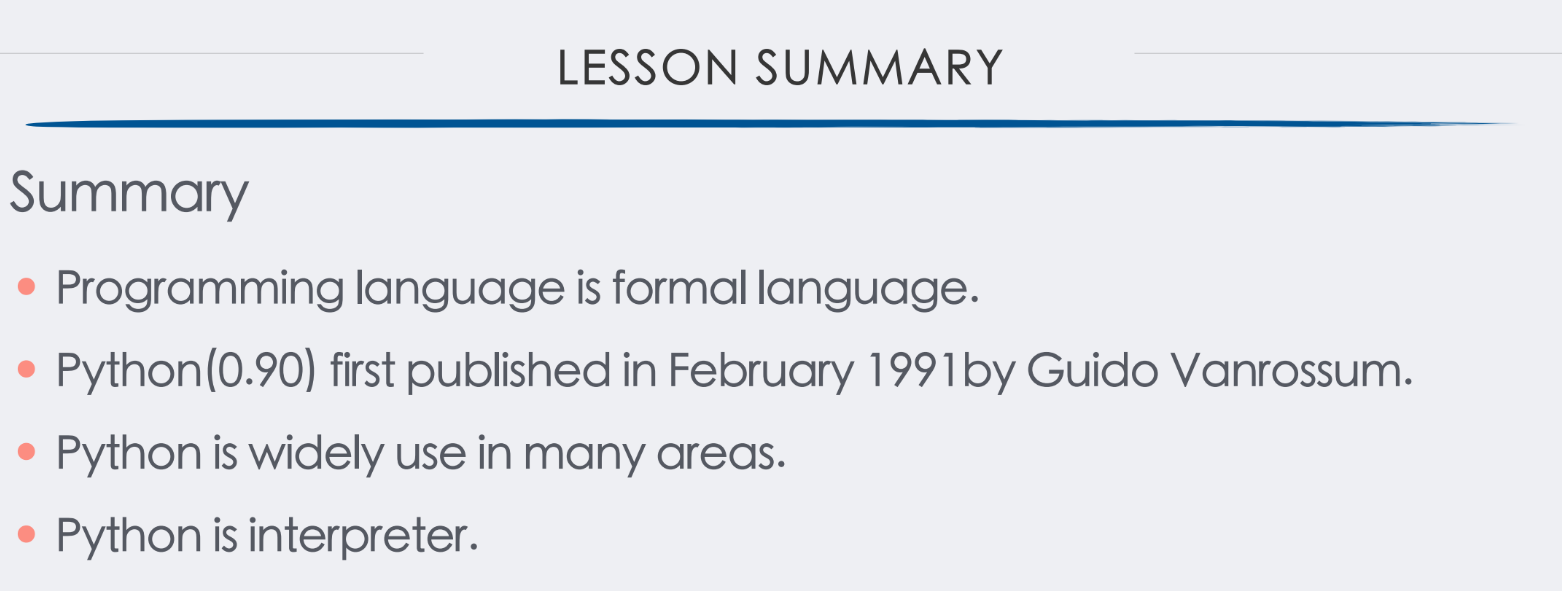 LESSON SUMMARY
Summary
• Programming language is formal language.
• Python(0.90) first published in February 1991by Guido Vanrossum.
• Python is widely use in many areas.
• Python is interpreter.